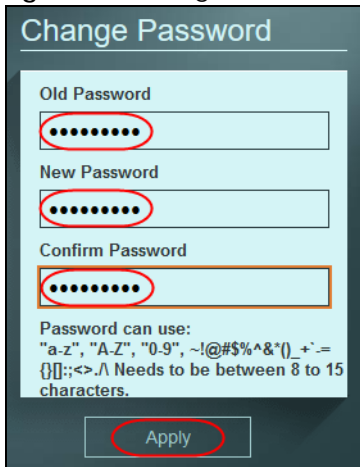 Change Password
Old Password
•••••••••
New Password
•••••••••
Confirm Password
•••••••••
Password can use:
"a-z", "A-Z", "0-9", ~!@#$%^&*()_+`-=
{}[]:;<>./\ Needs to be between 8 to 15
characters.
Apply